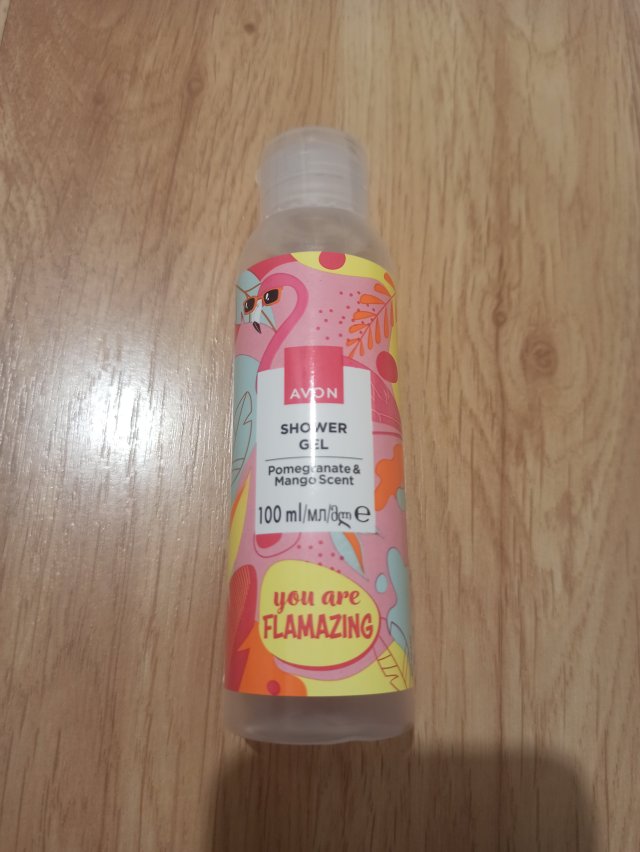 AVON
SHOWER
GEL
Pomegranate &
Mango Scent
100 ml/мл/მლ ℮
you are
FLAMAZING